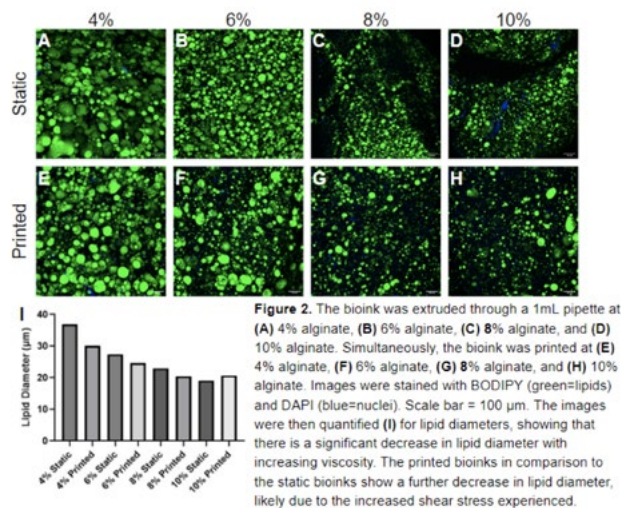 4% 6% 8% 10%
Static
A B C D
Printed
E F G H
I
Lipid Diameter (µm)
40
30
20
10
0
4% Static
4% Printed
6% Static
6% Printed
8% Static
8% Printed
10% Static
10% Printed
Figure 2. The bioink was extruded through a 1mL pipette at
(A) 4% alginate, (B) 6% alginate, (C) 8% alginate, and (D)
10% alginate. Simultaneously, the bioink was printed at (E)
4% alginate, (F) 6% alginate, (G) 8% alginate, and (H) 10%
alginate. Images were stained with BODIPY (green=lipids)
and DAPI (blue=nuclei). Scale bar = 100 µm. The images
were then quantified (I) for lipid diameters, showing that
there is a significant decrease in lipid diameter with
increasing viscosity. The printed bioinks in comparison to
the static bioinks show a further decrease in lipid diameter,
likely due to the increased shear stress experienced.